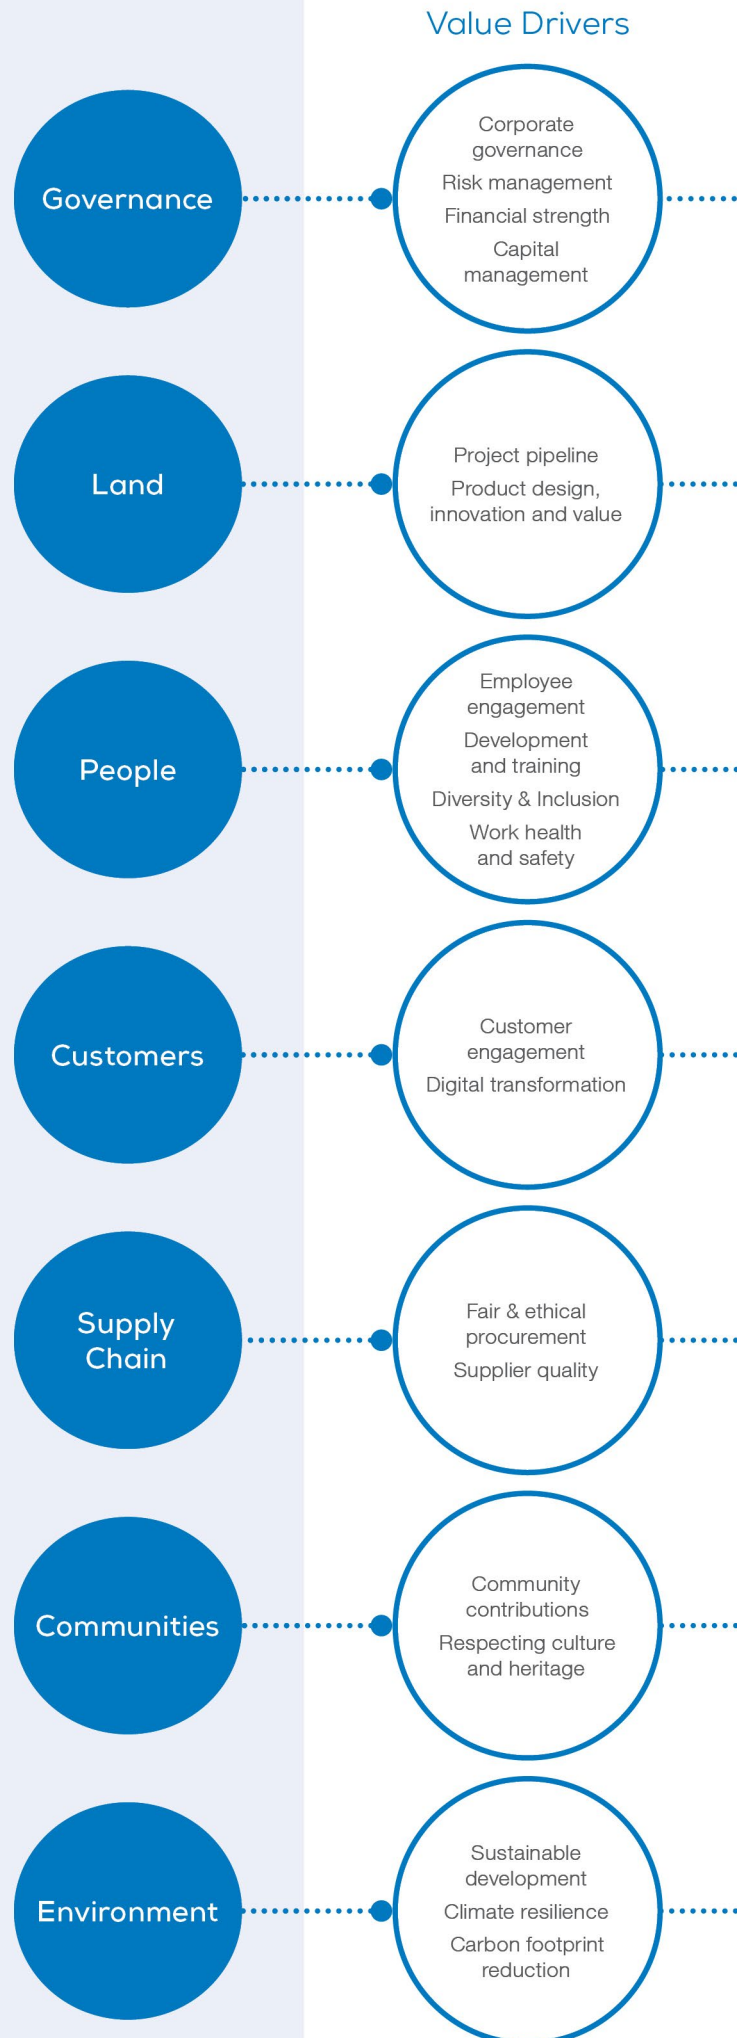 Value Drivers
Governance
Corporate
governance
Risk management
Financial strength
Capital
management
Land
Project pipeline
Product design,
innovation and value
People
Employee
engagement
Development
and training
Diversity & Inclusion
Work health
and safety
Customers
Customer
engagement
Digital transformation
Supply
Chain
Fair & ethical
procurement
Supplier quality
Communities
Community
contributions
Respecting culture
and heritage
Environment
Sustainable
development
Climate resilience
Carbon footprint
reduction